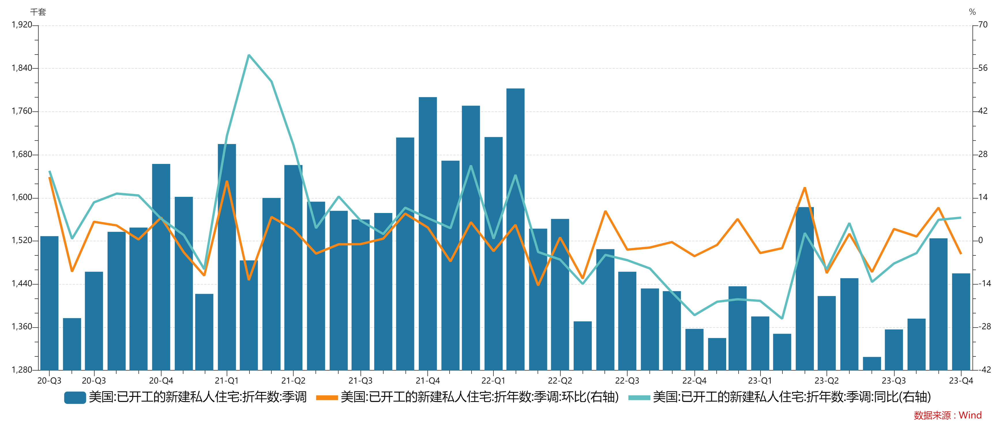 千套 %
1,920 70
1,840 56
1,760 42
1,680 28
1,600 14
1,520 0
1,440 -14
1,360 -28
1,280 -42
20-Q3 20-Q3 20-Q4 21-Q1 21-Q2 21-Q3 21-Q4 22-Q1 22-Q2 22-Q3 22-Q4 23-Q1 23-Q2 23-Q3 23-Q4
美国:已开工的新建私人住宅:折年数:季调 美国:已开工的新建私人住宅:折年数:季调:环比(右轴) 美国:已开工的新建私人住宅:折年数:季调:同比(右轴)
数据来源：Wind